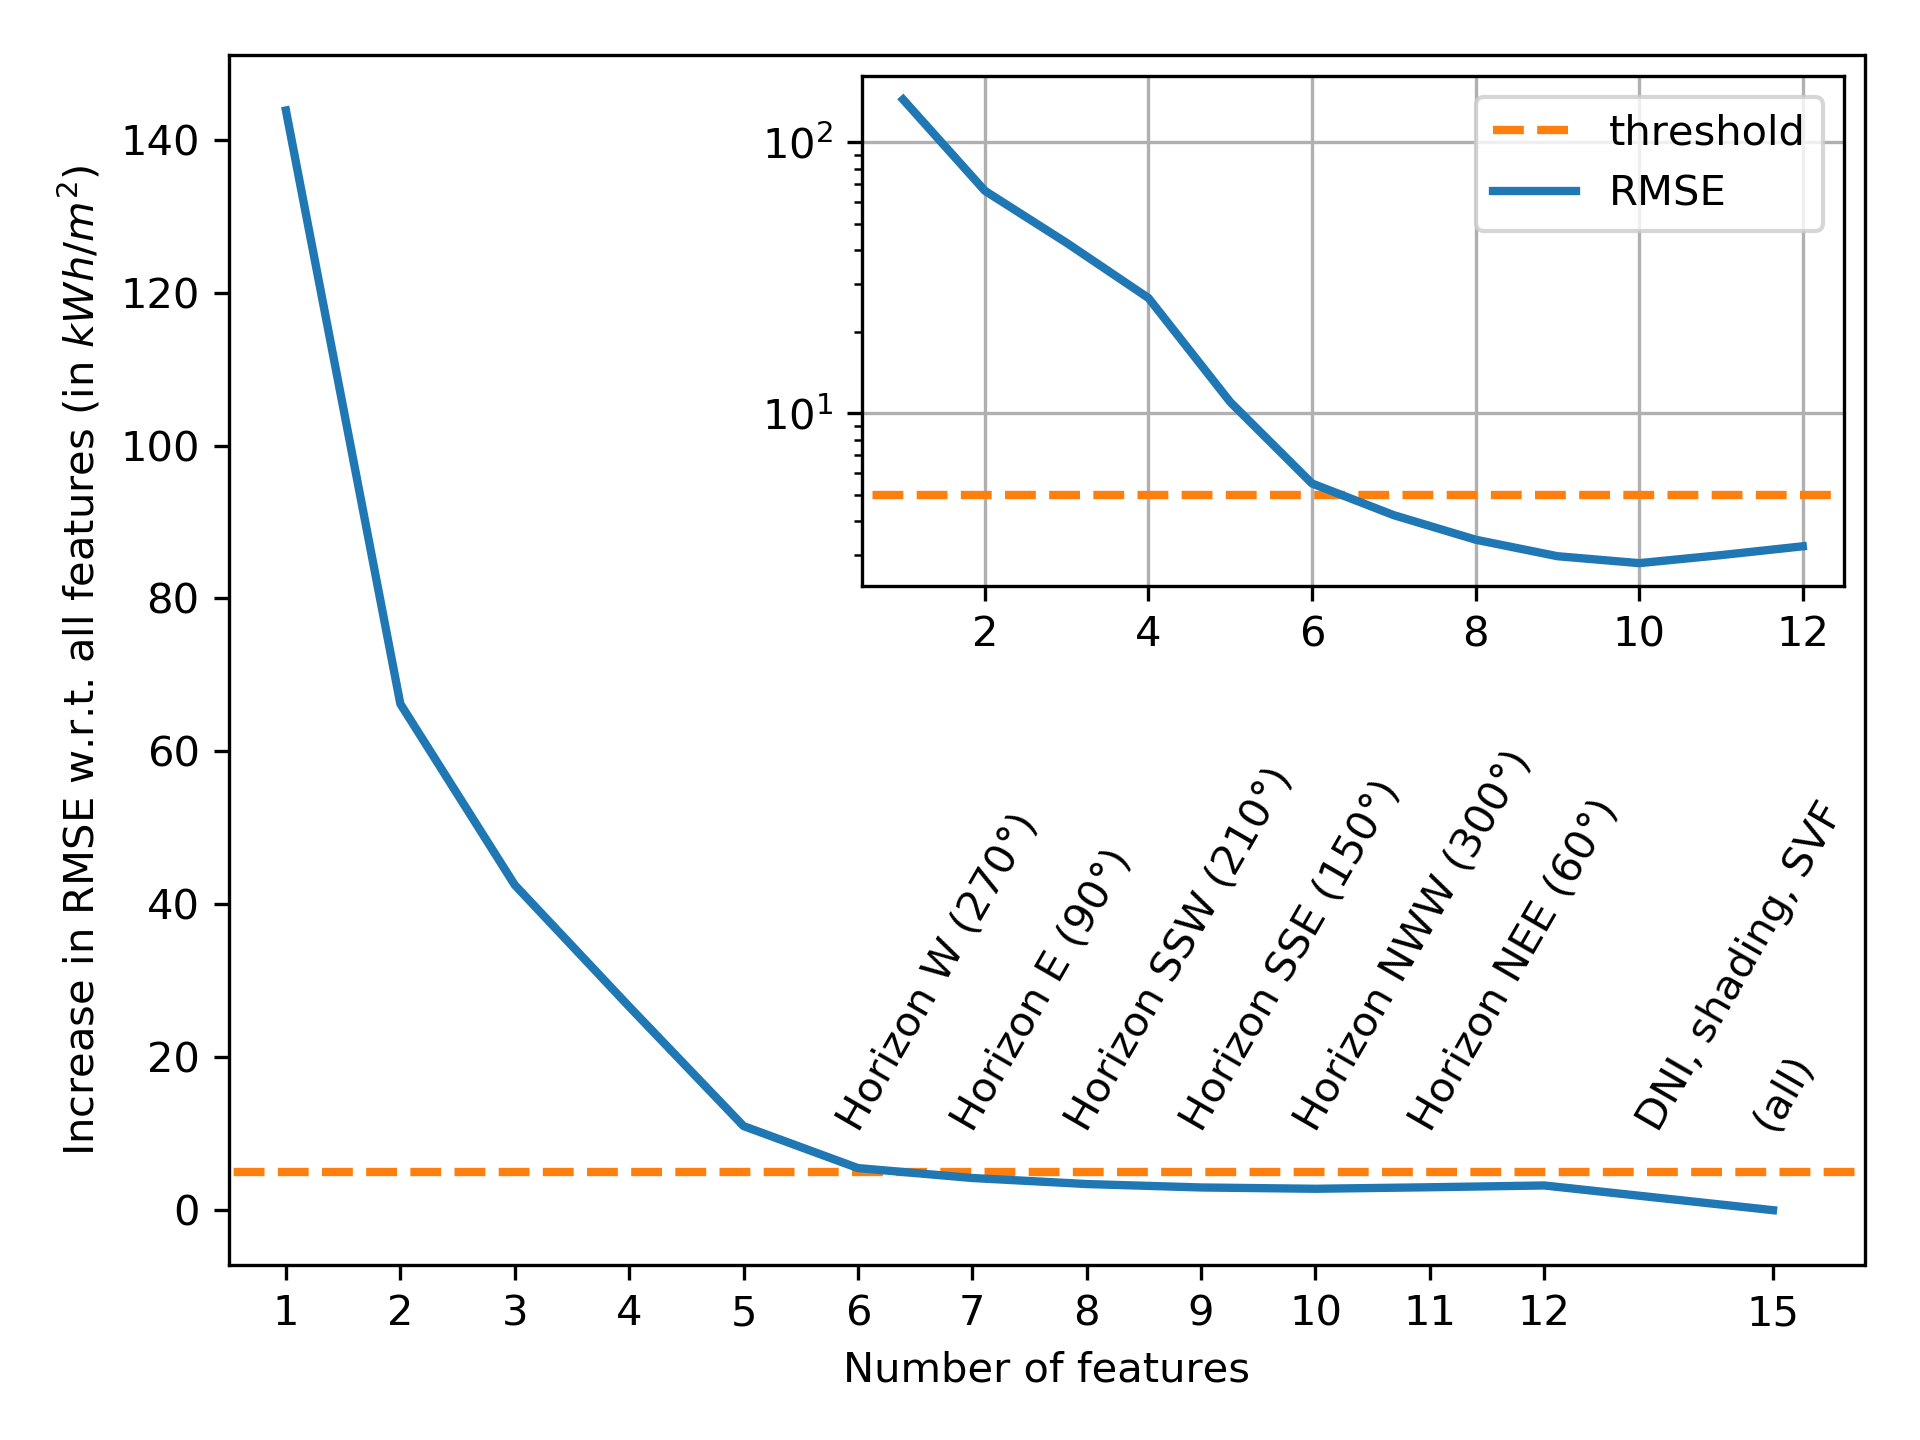 Increase in RMSE w.r.t. all features (in kWh/m²)
140
120
100
80
60
40
20
0
10²
10¹
threshold
RMSE
2 4 6 8 10 12
Horizon W (270°)
Horizon E (90°)
Horizon SSW (210°)
Horizon SSE (150°)
Horizon NWW (300°)
Horizon NEE (60°)
DNI, shading, SVF
(all)
1 2 3 4 5 6 7 8 9 10 11 12 15
Number of features